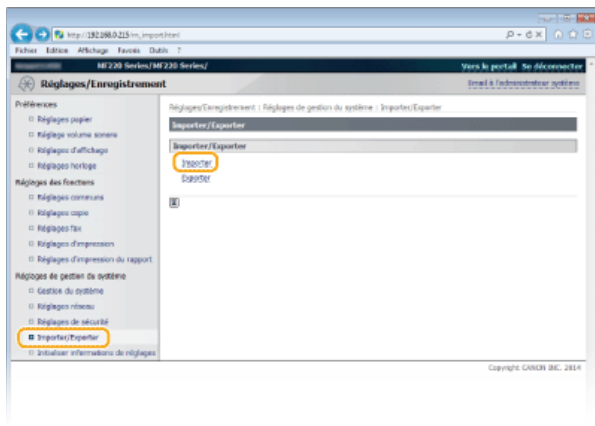 http://192.168.0.215/m_import.html
Fichier Edition Affichage Favoris Outils ?
MF220 Series/MF220 Series/
Vers le portail Se déconnecter
Réglages/Enregistrement
Email à l'administrateur système
Préférences
Réglages papier
Réglage volume sonore
Réglages d'affichage
Réglages horloge
Réglages des fonctions
Réglages communs
Réglages copie
Réglages fax
Réglages d'impression
Réglages d'impression du rapport
Réglages de gestion du système
Gestion du système
Réglages réseau
Réglages de sécurité
Importer/Exporter
Initialiser informations de réglages
Réglages/Enregistrement : Réglages de gestion du système : Importer/Exporter
Importer/Exporter
Importer/Exporter
Importer
Exporter
Copyright CANON INC. 2014